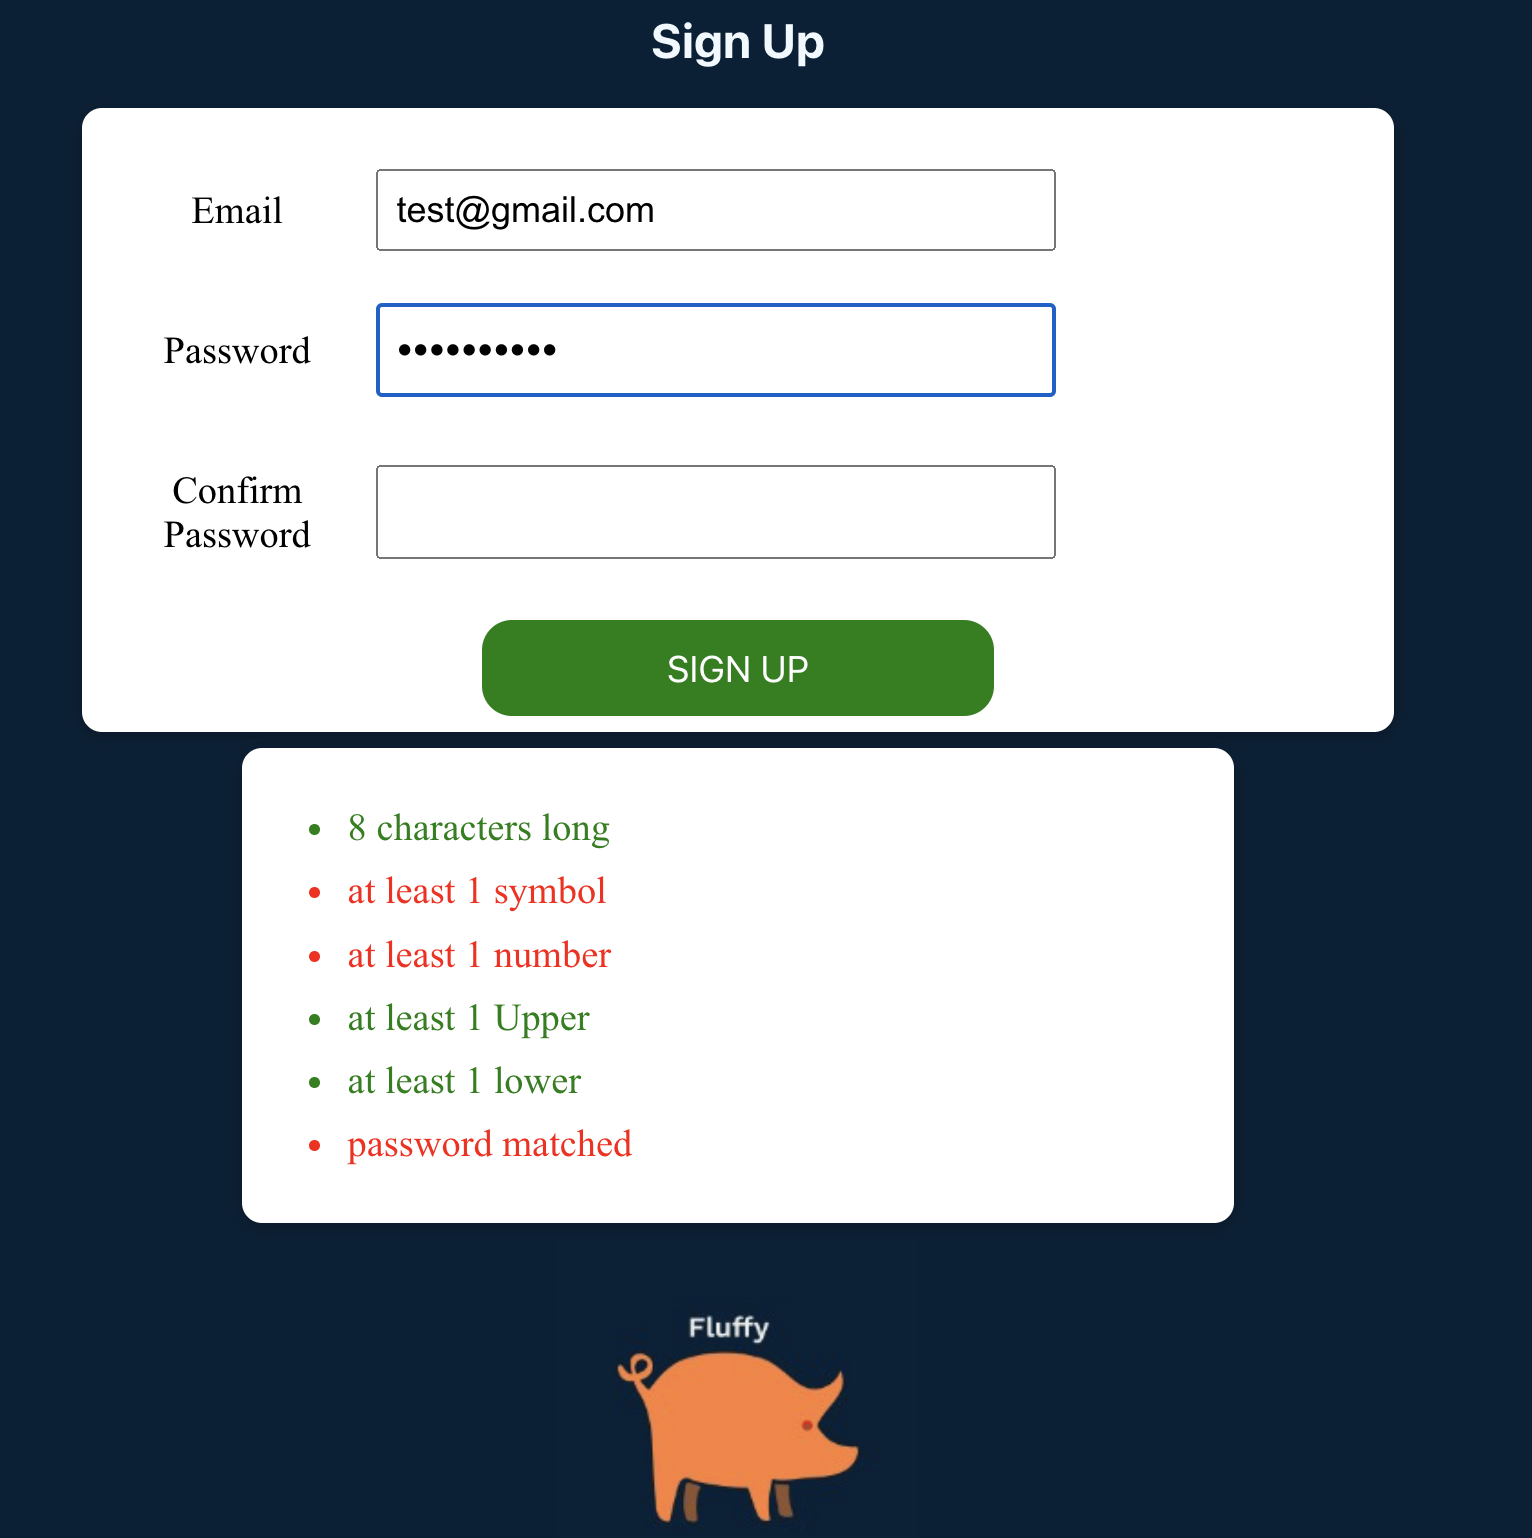 Sign Up
Email
test@gmail.com
Password
••••••••••
Confirm
Password
SIGN UP
• 8 characters long
• at least 1 symbol
• at least 1 number
• at least 1 Upper
• at least 1 lower
• password matched
Fluffy